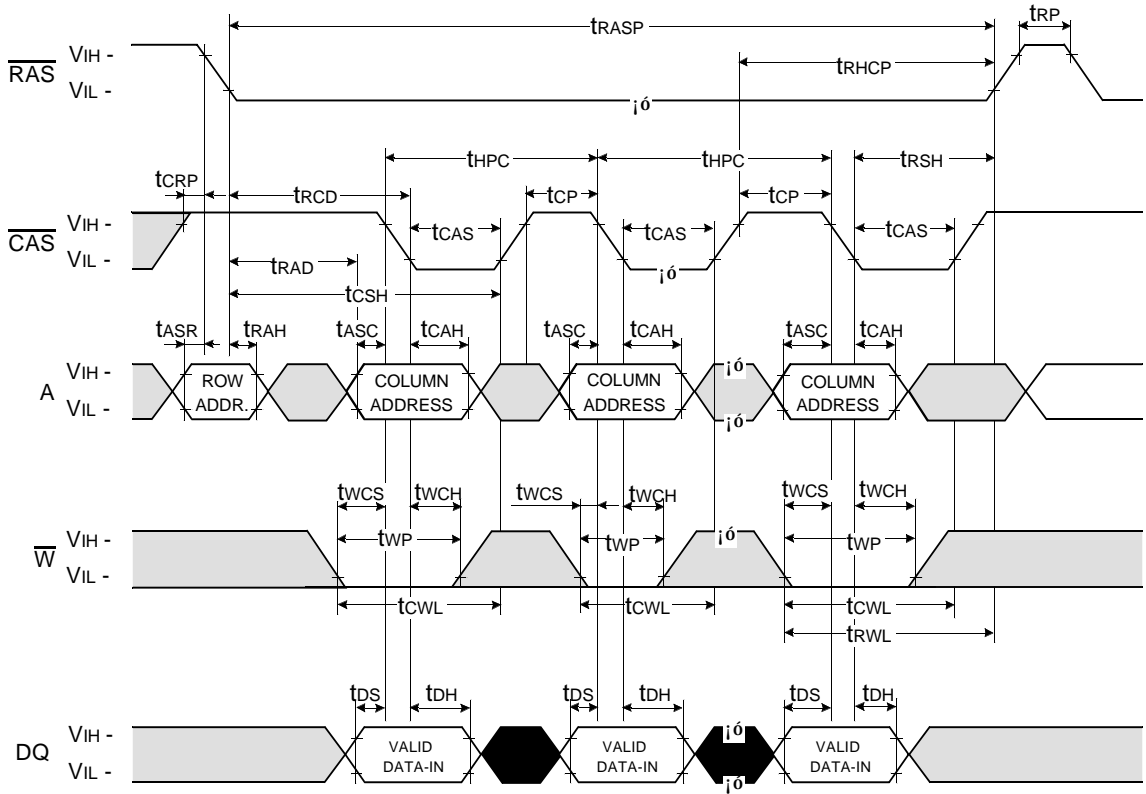 tRASP
tRP
tRHCP
RAS
VIH -
VIL -
¡ó
tHPC
tHPC
tRSH
tCRP
tRCD
tCP
tCP
CAS
VIH -
VIL -
tCAS
tCAS
tCAS
¡ó
tRAD
tCSH
tASR
tRAH
tASC
tCAH
tASC
tCAH
tASC
tCAH
A
VIH -
VIL -
ROW
ADDR.
COLUMN
ADDRESS
COLUMN
ADDRESS
¡ó
¡ó
COLUMN
ADDRESS
tWCS
tWCH
tWCS
tWCH
tWCS
tWCH
W
VIH -
VIL -
tWP
tWP
¡ó
tWP
tCWL
tCWL
tCWL
tRWL
tDS
tDH
tDS
tDH
tDS
tDH
DQ
VIH -
VIL -
VALID
DATA-IN
VALID
DATA-IN
¡ó
¡ó
VALID
DATA-IN